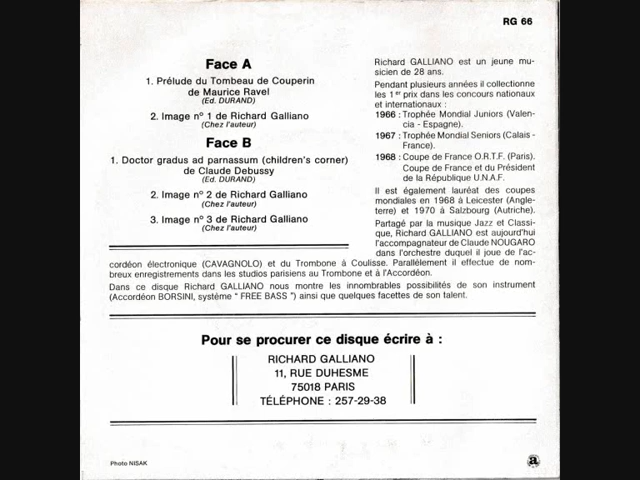 RG 66
Face A
1. Prélude du Tombeau de Couperin
de Maurice Ravel
(Ed. DURAND)
2. Image nº 1 de Richard Galliano
(Chez l'auteur)
Face B
1. Doctor gradus ad parnassum (children's corner)
de Claude Debussy
(Ed. DURAND)
2. Image nº 2 de Richard Galliano
(Chez l'auteur)
3. Image nº 3 de Richard Galliano
(Chez l'auteur)
Richard GALLIANO est un jeune mu-
sicien de 28 ans.
Pendant plusieurs années il collectionne
les 1er prix dans les concours nationaux
et internationaux :
1966 : Trophée Mondial Juniors (Valen-
cia - Espagne).
1967 : Trophée Mondial Seniors (Calais -
France).
1968 : Coupe de France O.R.T.F. (Paris).
Coupe de France et du Président
de la République U.N.A.F.
Il est également lauréat des coupes
mondiales en 1968 à Leicester (Angle-
terre) et 1970 à Salzbourg (Autriche).
Partagé par la musique Jazz et Classi-
que, Richard GALLIANO est aujourd'hui
l'accompagnateur de Claude NOUGARO
dans l'orchestre duquel il joue de l'ac-
cordéon électronique (CAVAGNOLO) et du Trombone à Coulisse. Parallèlement il effectue de nom-
breux enregistrements dans les studios parisiens au Trombone et à l'Accordéon.
Dans ce disque Richard GALLIANO nous montre les innombrables possibilités de son instrument
(Accordéon BORSINI, système " FREE BASS ") ainsi que quelques facettes de son talent.
Pour se procurer ce disque écrire à :
RICHARD GALLIANO
11, RUE DUHESME
75018 PARIS
TÉLÉPHONE : 257-29-38
Photo NISAK
a